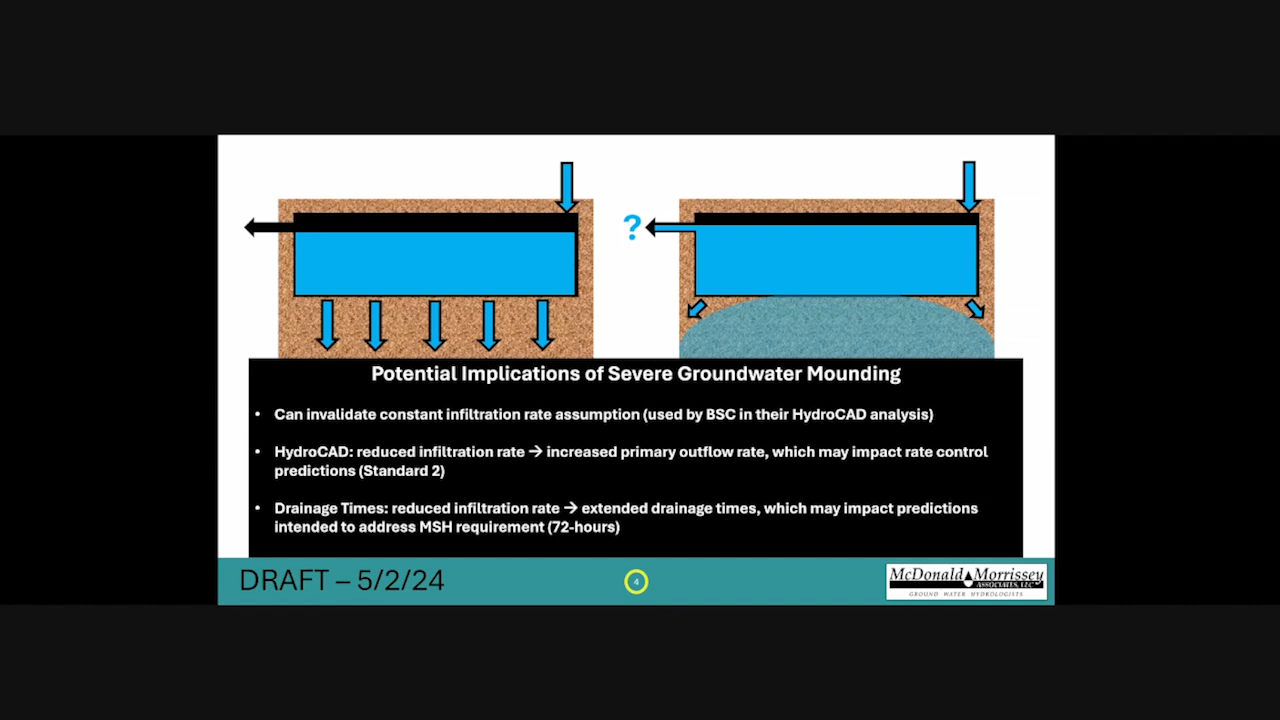 ?
Potential Implications of Severe Groundwater Mounding
• Can invalidate constant infiltration rate assumption (used by BSC in their HydroCAD analysis)
• HydroCAD: reduced infiltration rate → increased primary outflow rate, which may impact rate control
predictions (Standard 2)
• Drainage Times: reduced infiltration rate → extended drainage times, which may impact predictions
intended to address MSH requirement (72-hours)
DRAFT – 5/2/24
4
McDonald Morrissey
ASSOCIATES, LLC
GROUND WATER HYDROLOGISTS